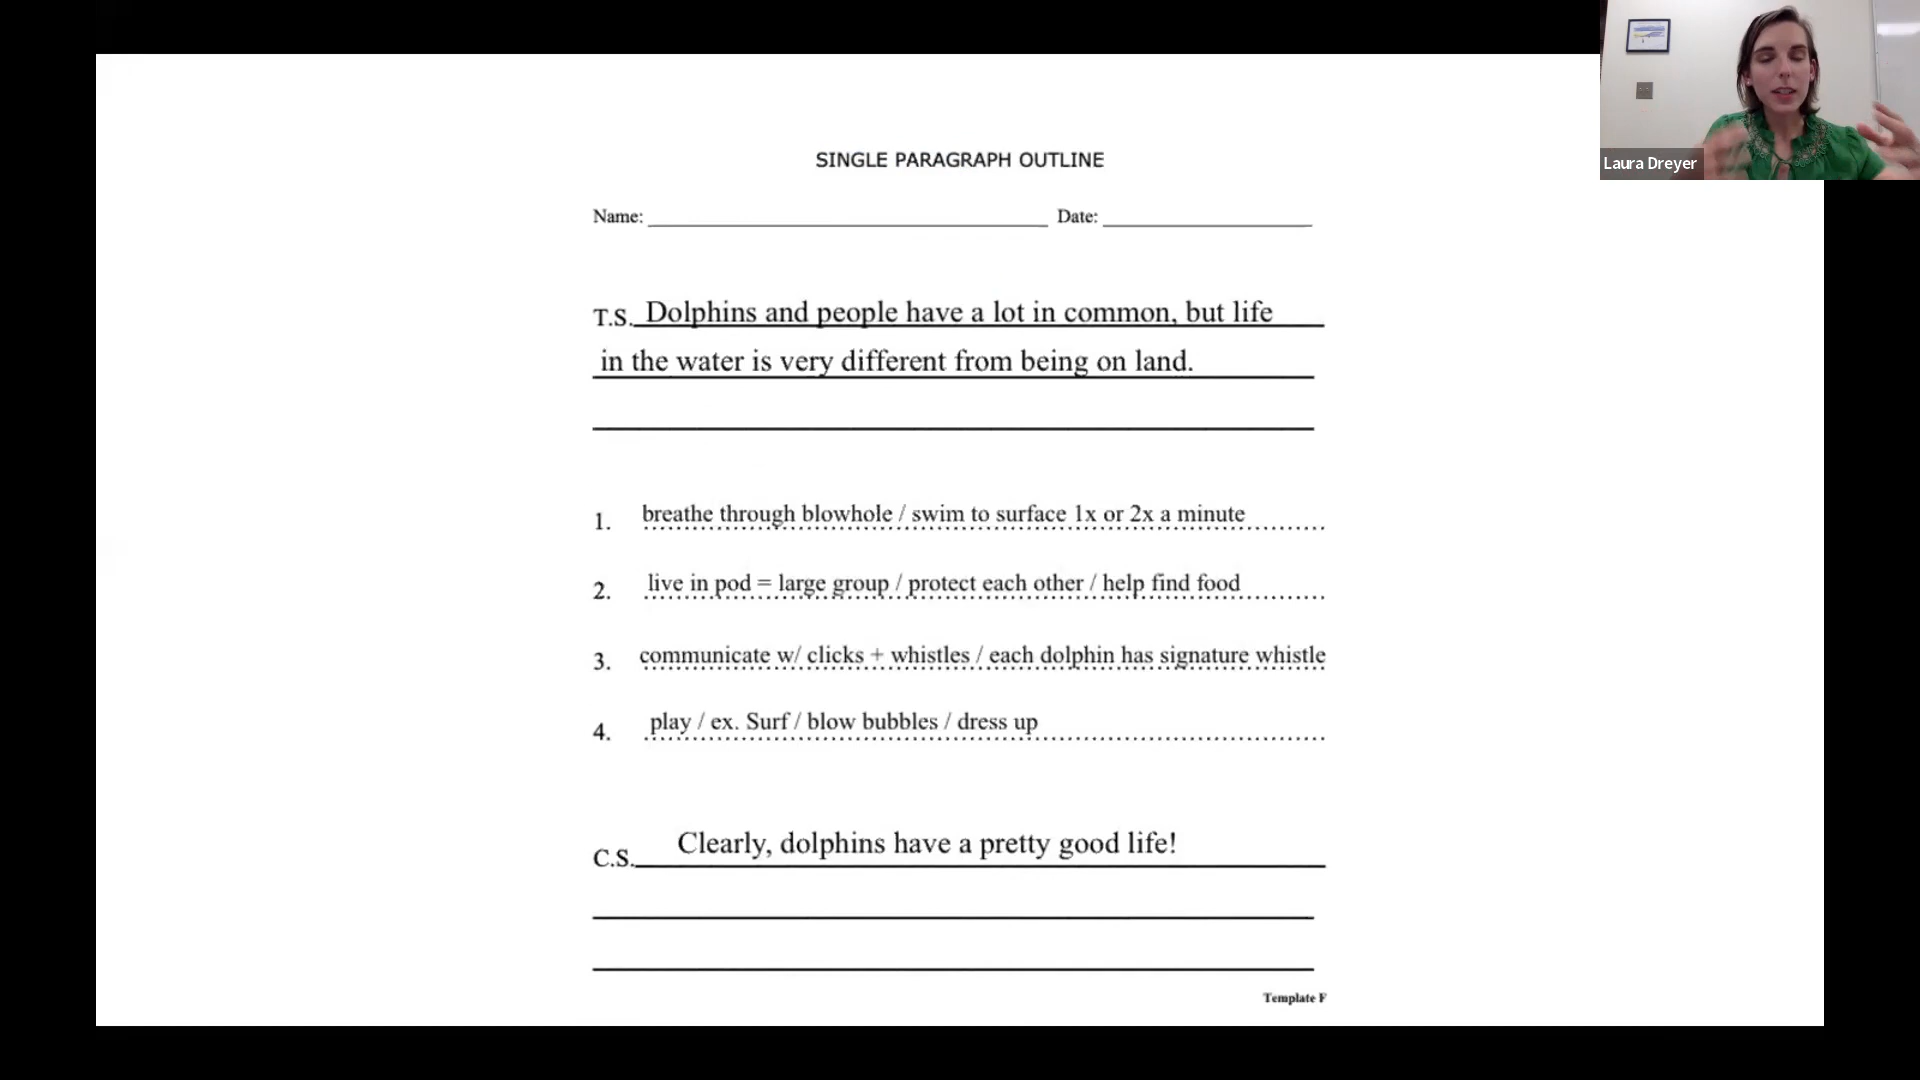 SINGLE PARAGRAPH OUTLINE
Name: Date:
T.S. Dolphins and people have a lot in common, but life
in the water is very different from being on land.
1. breathe through blowhole / swim to surface 1x or 2x a minute
2. live in pod = large group / protect each other / help find food
3. communicate w/ clicks + whistles / each dolphin has signature whistle
4. play / ex. Surf / blow bubbles / dress up
C.S. Clearly, dolphins have a pretty good life!
Template F
Laura Dreyer